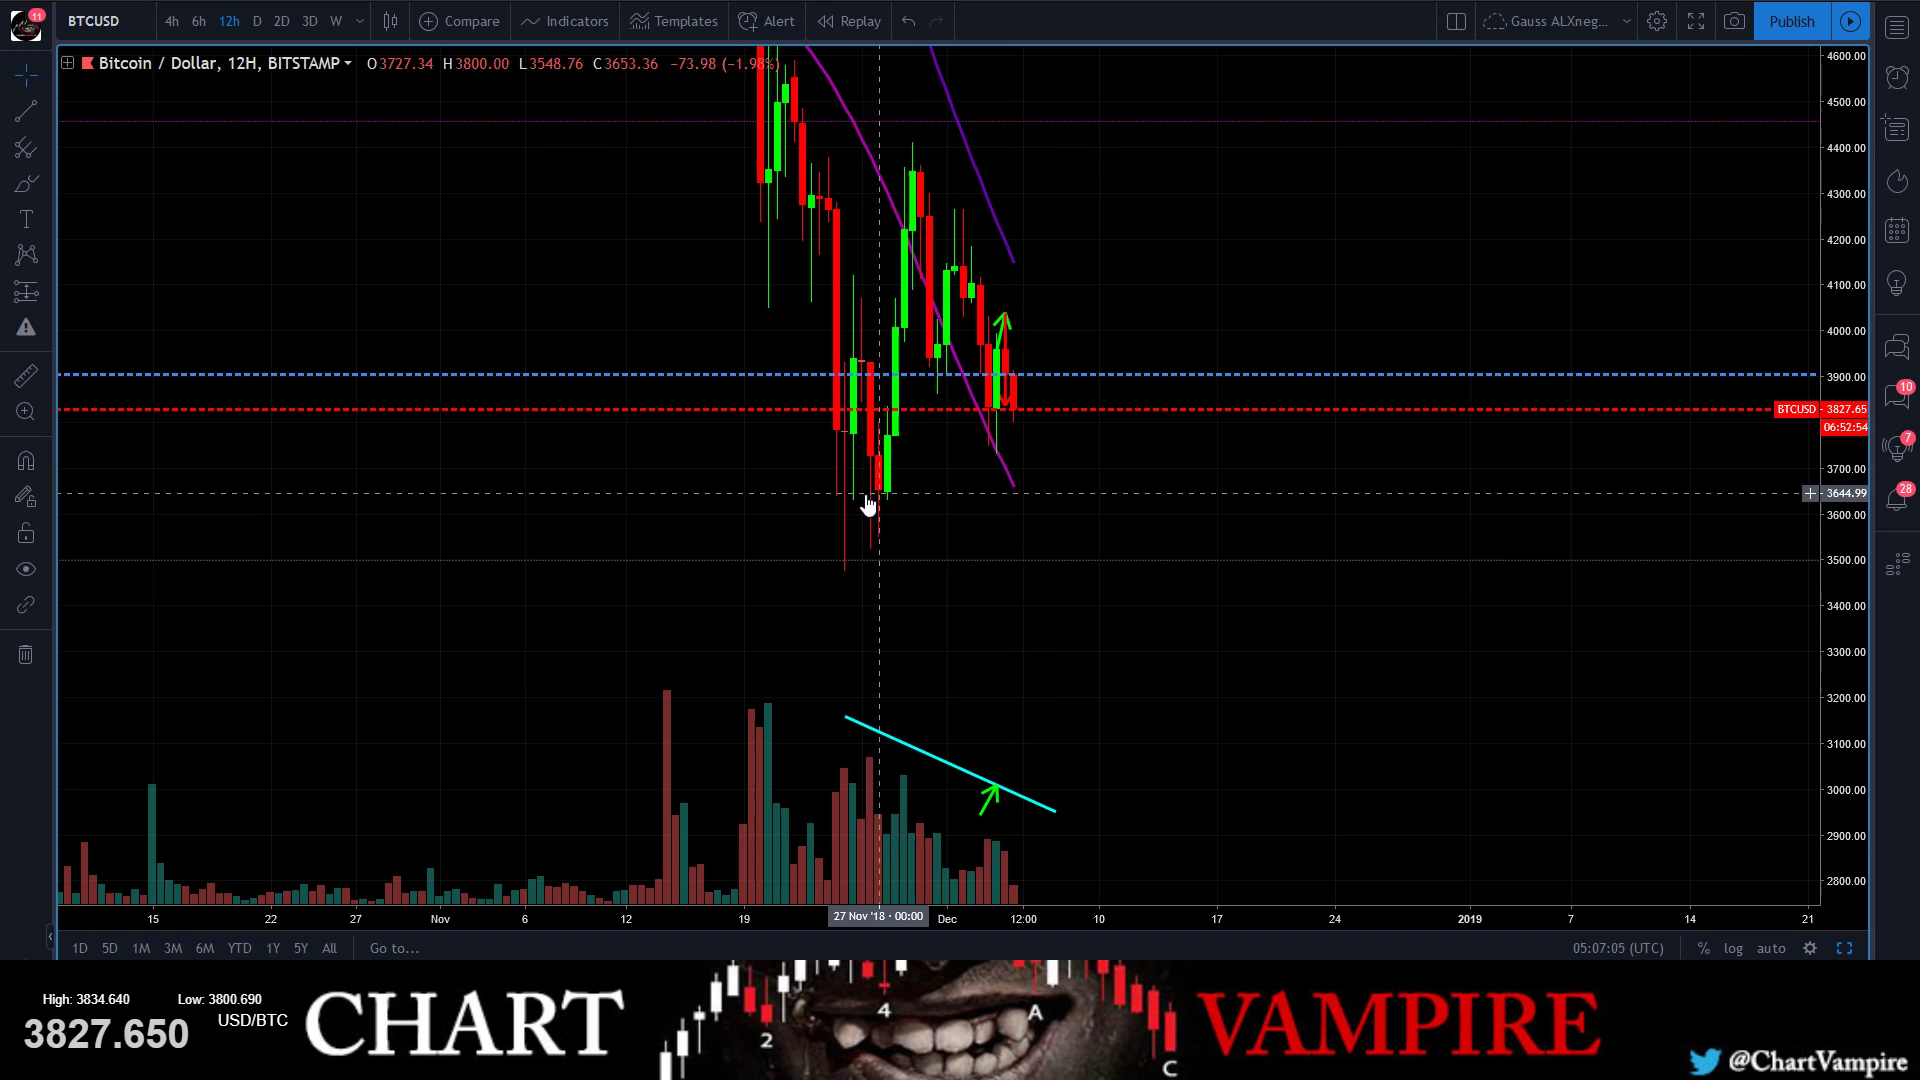 11
BTCUSD 4h 6h 12h D 2D 3D W Compare Indicators Templates Alert Replay Gauss ALXneg... Publish
Bitcoin / Dollar, 12H, BITSTAMP O3727.34 H3800.00 L3548.76 C3653.36 −73.98 (−1.98%)
4600.00
4500.00
4400.00
4300.00
4200.00
4100.00
4000.00
3900.00
BTCUSD 3827.65
06:52:54
3700.00
3644.99
3600.00
3500.00
3400.00
3300.00
3200.00
3100.00
3000.00
2900.00
2800.00
10
7
28
15 22 27 Nov 6 12 19 27 Nov '18 · 00:00 Dec 12:00 10 17 24 2019 7 14 21
1D 5D 1M 3M 6M YTD 1Y 5Y All Go to... 05:07:05 (UTC) % log auto
High: 3834.640 Low: 3800.690
3827.650 USD/BTC
CHART VAMPIRE
2 4 A C
@ChartVampire